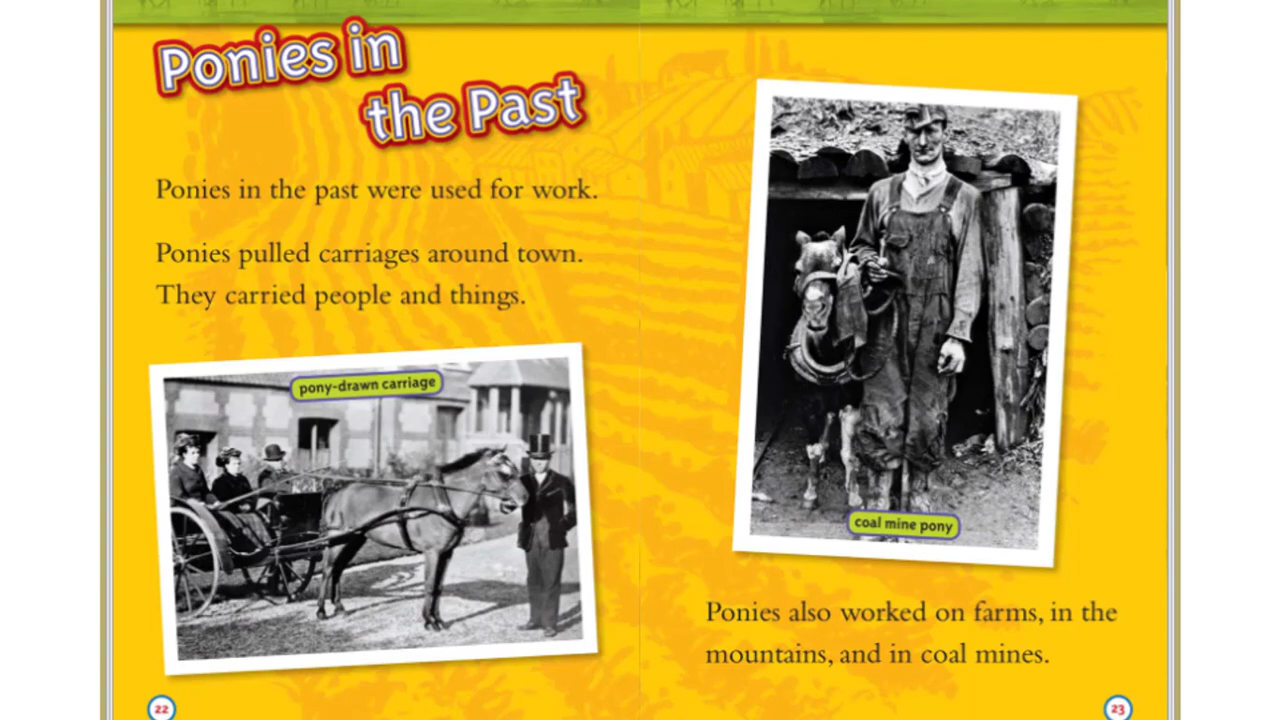 Ponies in
the Past
Ponies in the past were used for work.
Ponies pulled carriages around town.
They carried people and things.
pony-drawn carriage
22
coal mine pony
Ponies also worked on farms, in the
mountains, and in coal mines.
23